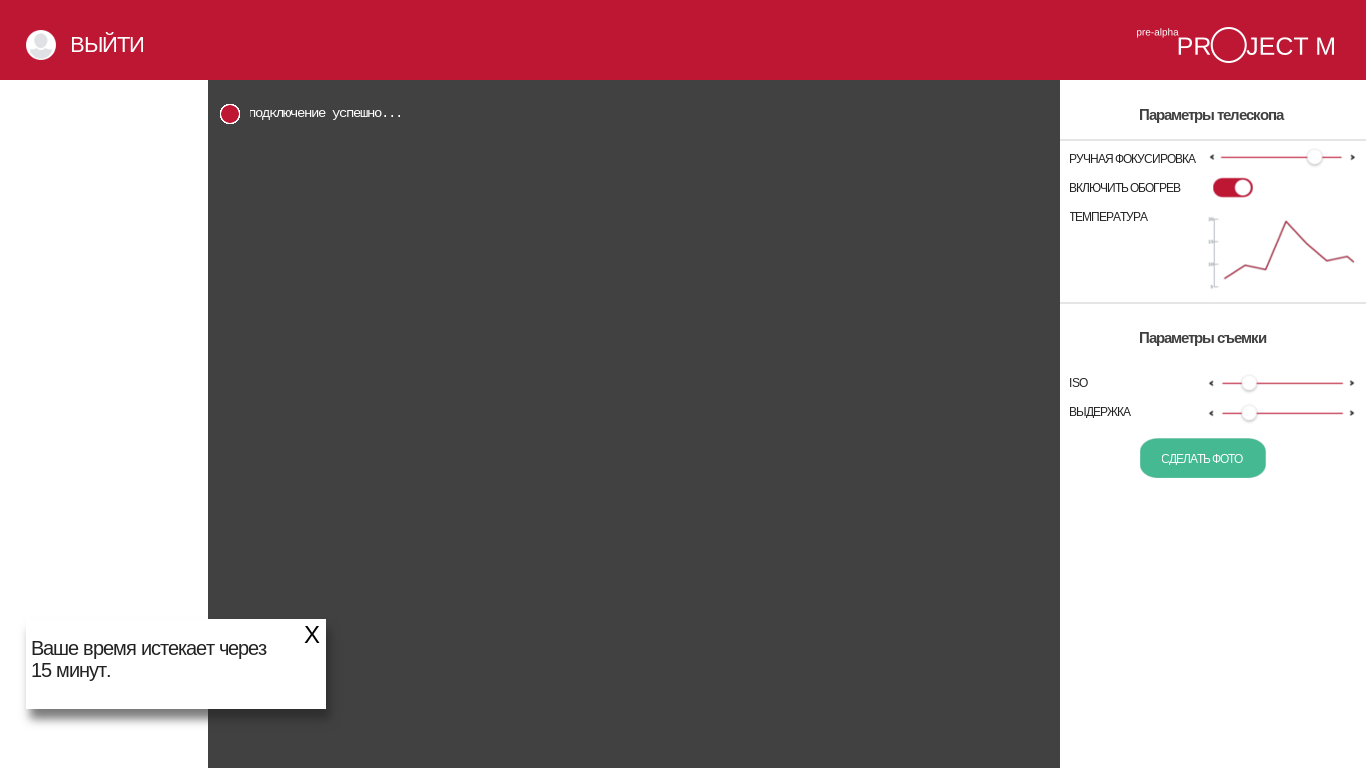 ВЫЙТИ
pre-alpha
PROJECT M
подключение успешно...
Параметры телескопа
РУЧНАЯ ФОКУСИРОВКА
ВКЛЮЧИТЬ ОБОГРЕВ
ТЕМПЕРАТУРА
Параметры съемки
ISO
ВЫДЕРЖКА
СДЕЛАТЬ ФОТО
X
Ваше время истекает через
15 минут.